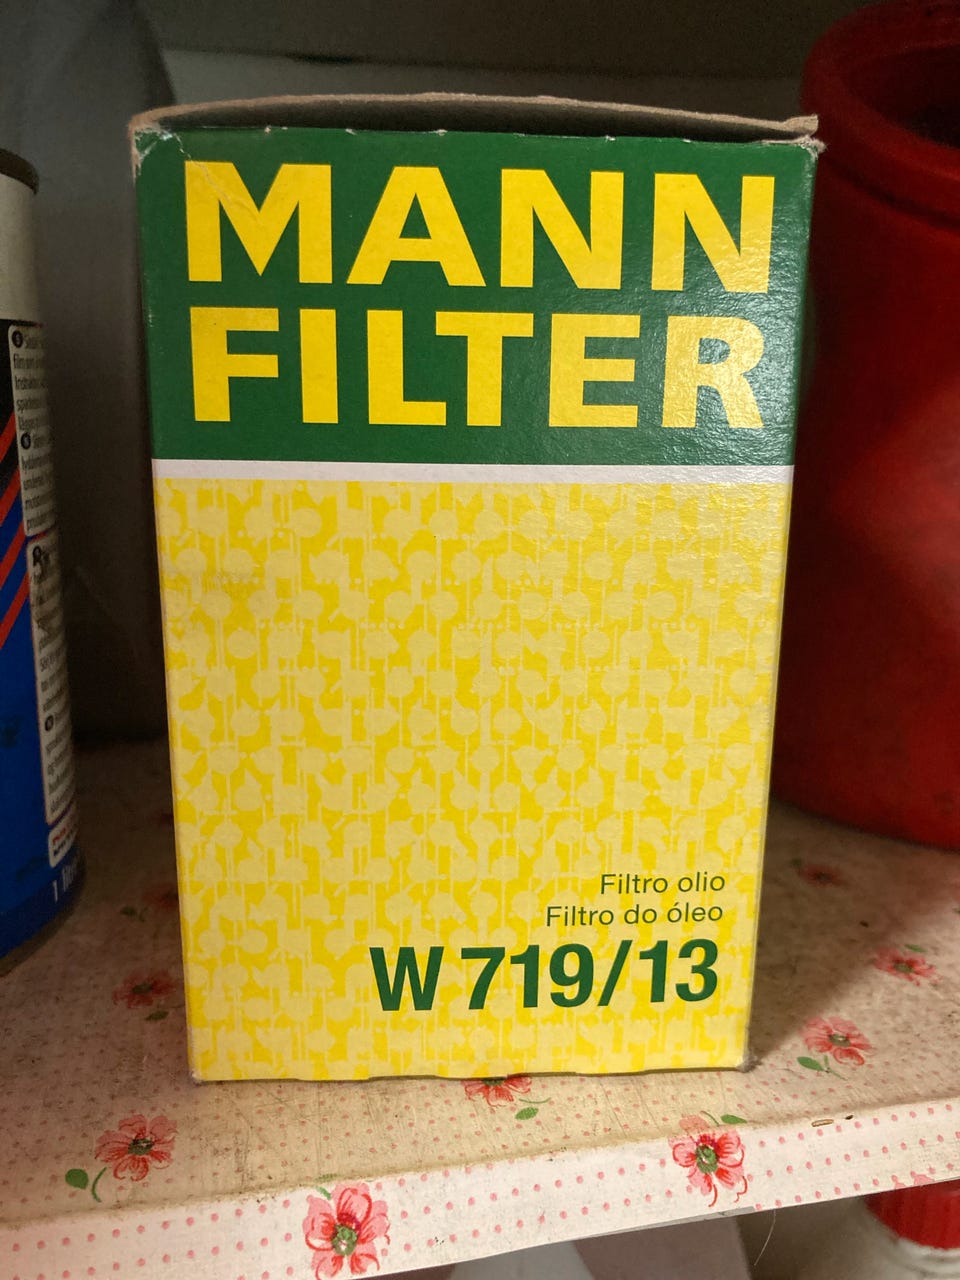 MANN
FILTER
Filtro olio
Filtro do óleo
W 719/13